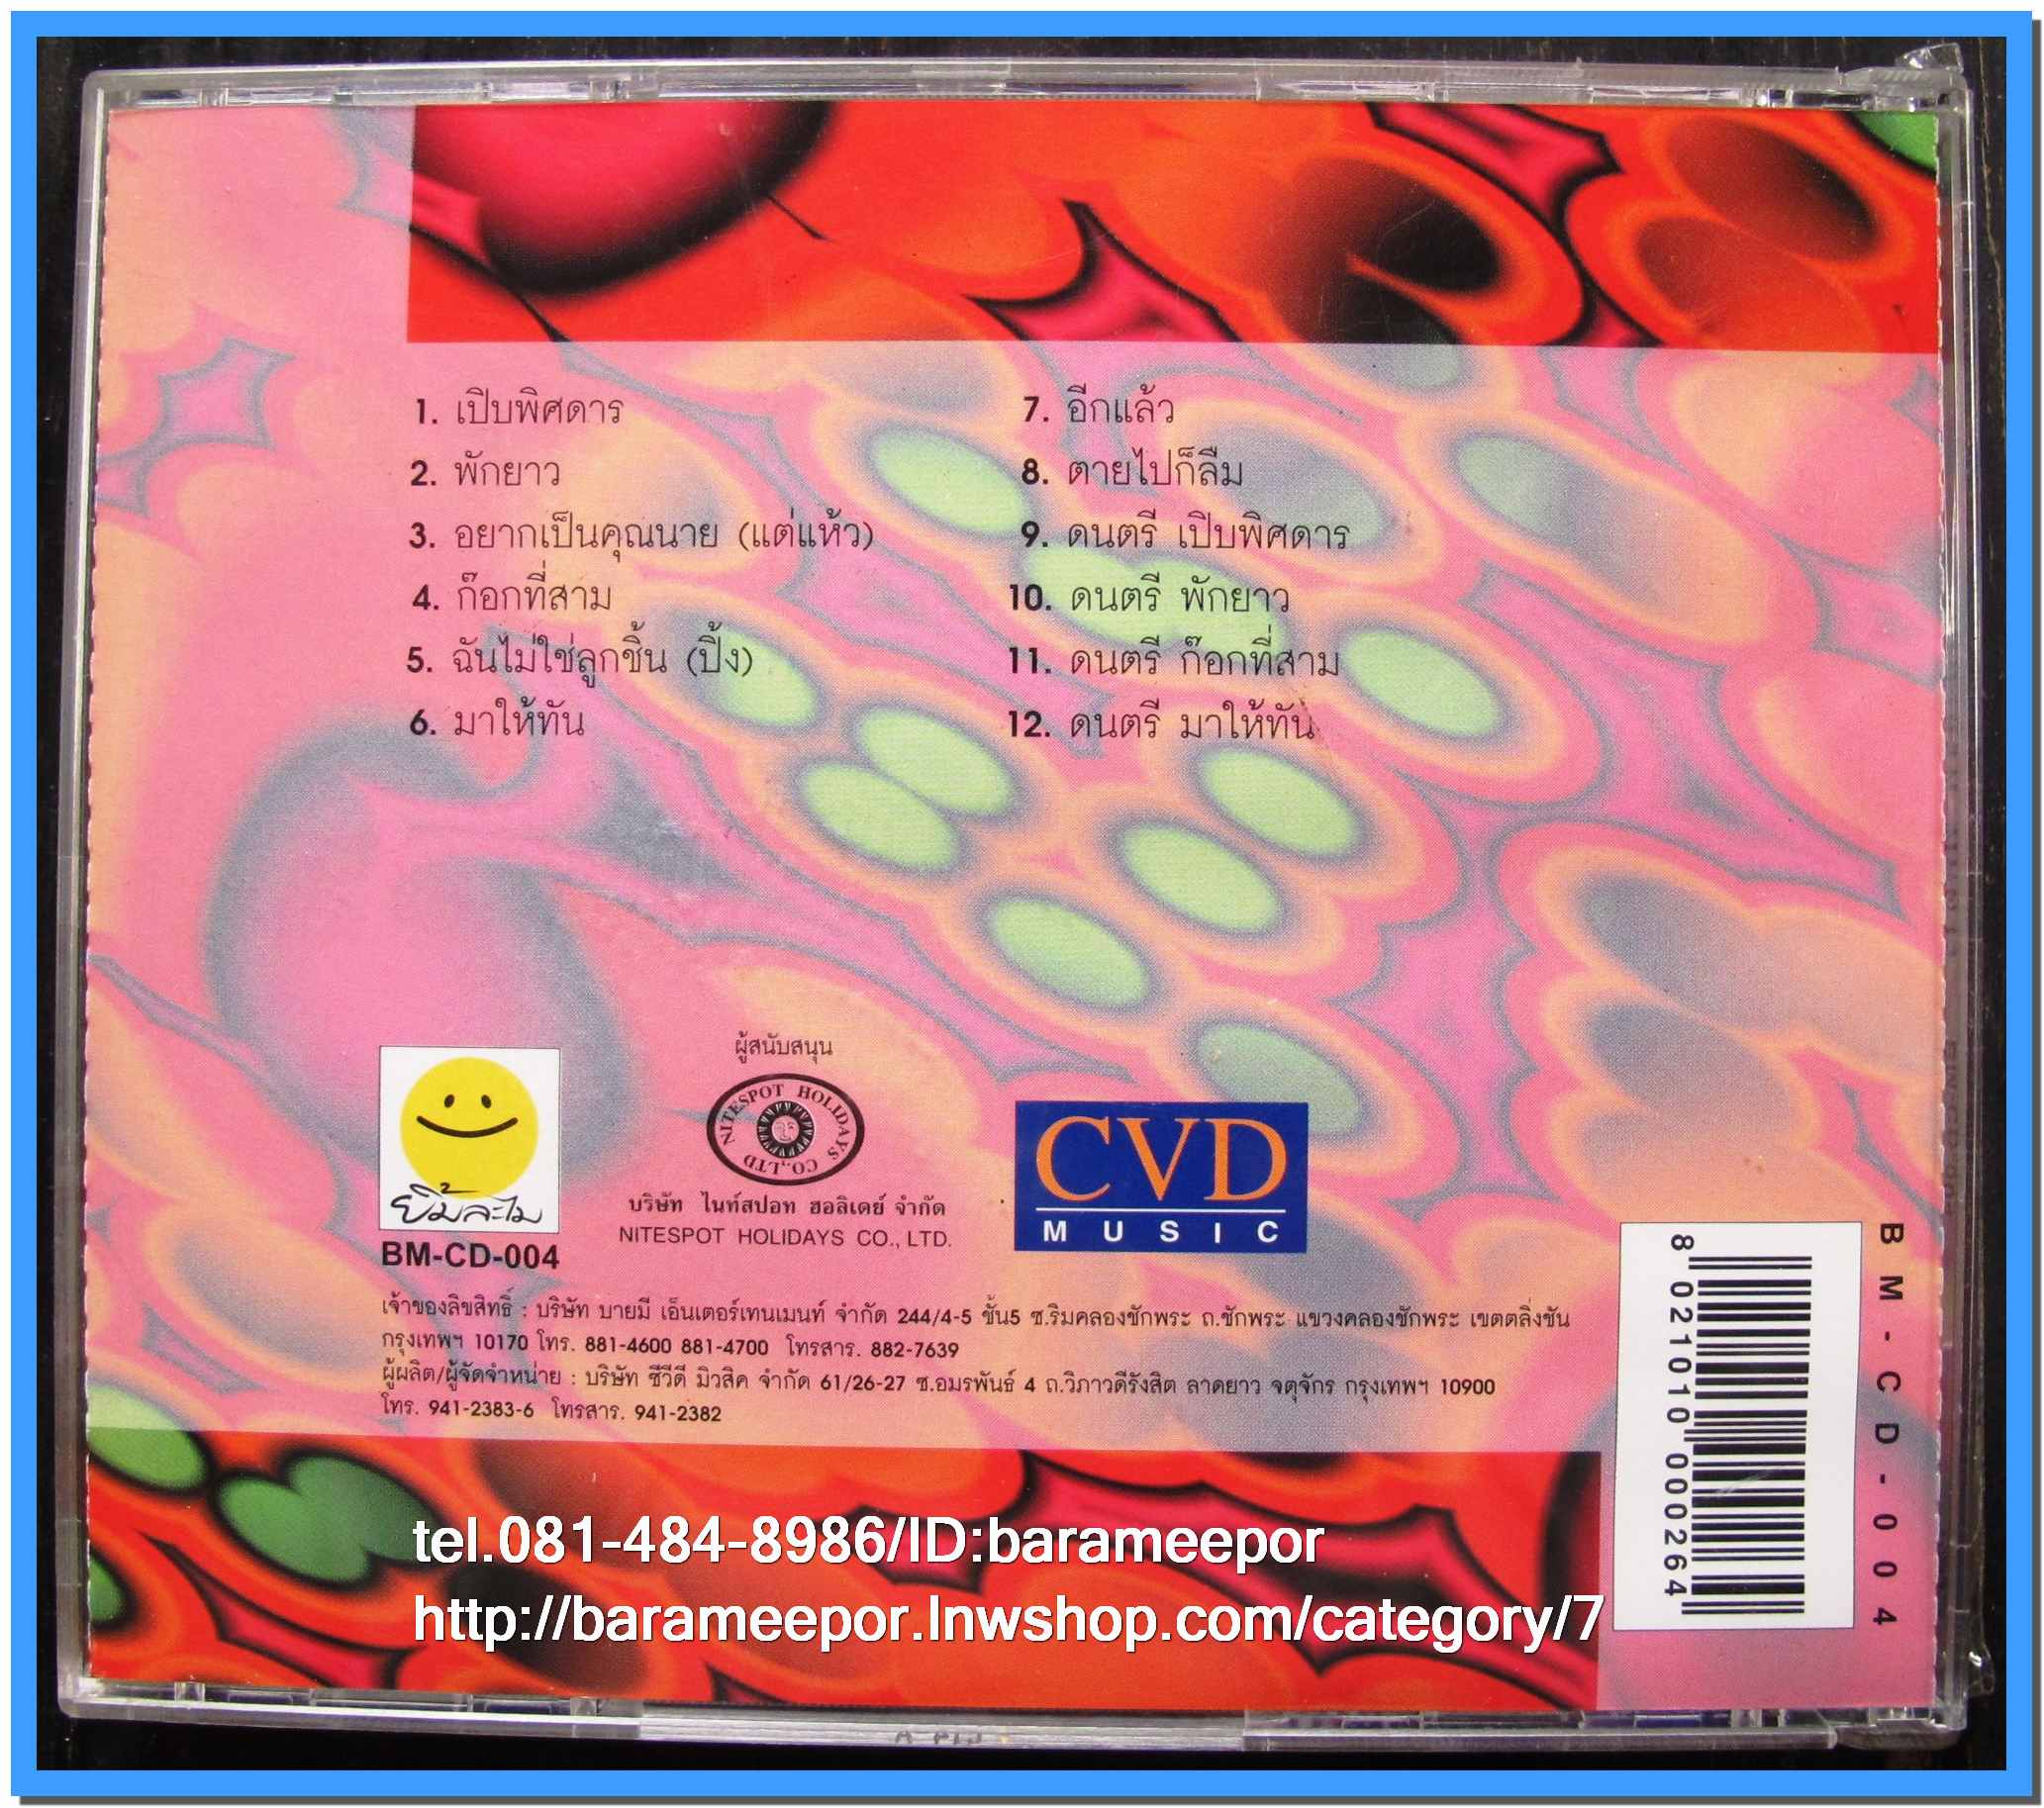 1. เปิบพิศดาร
2. พักยาว
3. อยากเป็นคุณนาย (แต่แห้ว)
4. ก๊อกที่สาม
5. ฉันไม่ใช่ลูกชิ้น (ปิ้ง)
6. มาให้ทัน
7. อีกแล้ว
8. ตายไปก็ลืม
9. ดนตรี เปิบพิศดาร
10. ดนตรี พักยาว
11. ดนตรี ก๊อกที่สาม
12. ดนตรี มาให้ทัน
ยิ้มละไม
BM-CD-004
ผู้สนับสนุน
NITESPOT HOLIDAYS CO.,LTD
บริษัท ไนท์สปอท ฮอลิเดย์ จำกัด
NITESPOT HOLIDAYS CO., LTD.
CVD
MUSIC
เจ้าของลิขสิทธิ์ : บริษัท บายมี เอ็นเตอร์เทนเมนท์ จำกัด 244/4-5 ชั้น5 ซ.ริมคลองชักพระ ถ.ชักพระ แขวงคลองชักพระ เขตตลิ่งชัน
กรุงเทพฯ 10170 โทร. 881-4600 881-4700 โทรสาร. 882-7639
ผู้ผลิต/ผู้จัดจำหน่าย : บริษัท ซีวีดี มิวสิค จำกัด 61/26-27 ซ.อมรพันธ์ 4 ถ.วิภาวดีรังสิต ลาดยาว จตุจักร กรุงเทพฯ 10900
โทร. 941-2383-6 โทรสาร. 941-2382
8 021010 000264
BM-CD-004
tel.081-484-8986/ID:barameepor
http://barameepor.lnwshop.com/category/7